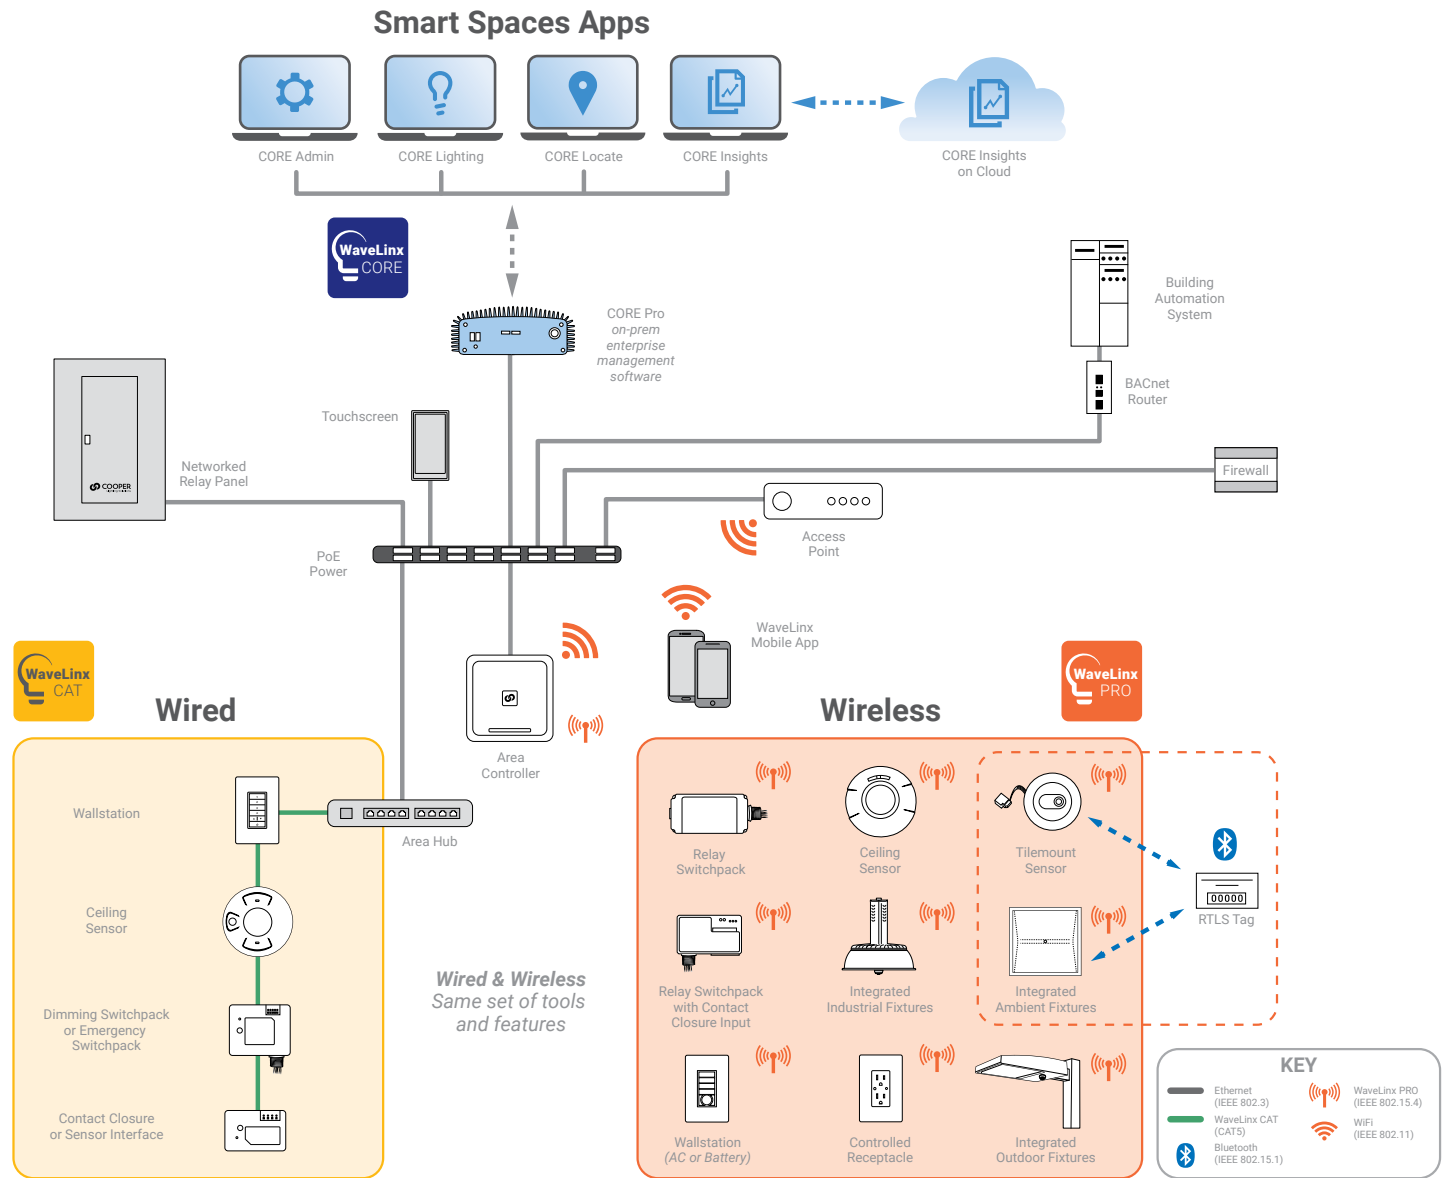 Smart Spaces Apps
CORE Admin
CORE Lighting
CORE Locate
CORE Insights
CORE Insights
on Cloud
WaveLinx
CORE
CORE Pro
on-prem
enterprise
management
software
Building
Automation
System
BACnet
Router
Touchscreen
Networked
Relay Panel
COOPER
Firewall
Access
Point
PoE
Power
WaveLinx
Mobile App
WaveLinx
CAT
Wired
Area
Controller
Wireless
WaveLinx
PRO
Wallstation
Area Hub
Ceiling
Sensor
Dimming Switchpack
or Emergency
Switchpack
Contact Closure
or Sensor Interface
Wired & Wireless
Same set of tools
and features
Relay
Switchpack
Ceiling
Sensor
Tilemount
Sensor
00000
RTLS Tag
Relay Switchpack
with Contact
Closure Input
Integrated
Industrial Fixtures
Integrated
Ambient Fixtures
Wallstation
(AC or Battery)
Controlled
Receptacle
Integrated
Outdoor Fixtures
KEY
Ethernet
(IEEE 802.3)
WaveLinx CAT
(CAT5)
Bluetooth
(IEEE 802.15.1)
WaveLinx PRO
(IEEE 802.15.4)
WiFi
(IEEE 802.11)